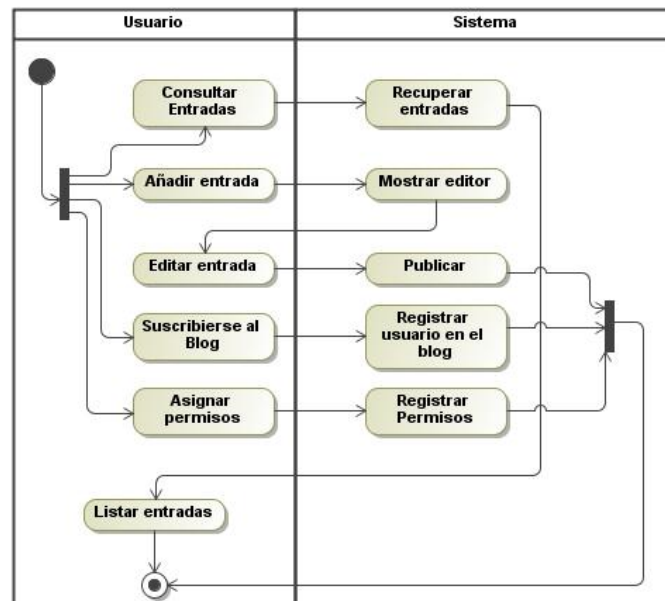 Usuario
Sistema
Consultar
Entradas
Recuperar
entradas
Añadir entrada
Mostrar editor
Editar entrada
Publicar
Suscribierse al
Blog
Registrar
usuario en el
blog
Asignar
permisos
Registrar
Permisos
Listar entradas